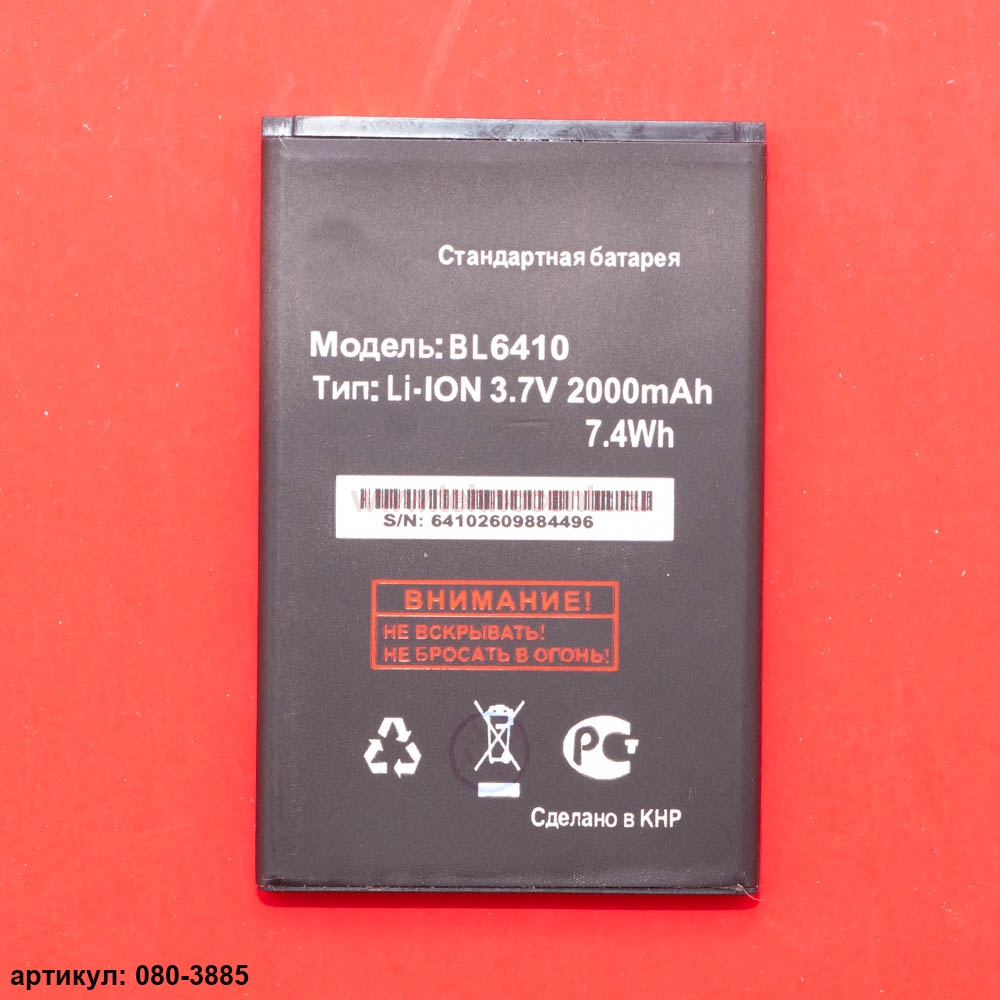 Стандартная батарея
Модель: BL6410
Тип: Li-ION 3.7V 2000mAh
7.4Wh
S/N: 64102609884496
ВНИМАНИЕ!
НЕ ВСКРЫВАТЬ!
НЕ БРОСАТЬ В ОГОНЬ!
РСТ
Сделано в КНР
артикул: 080-3885